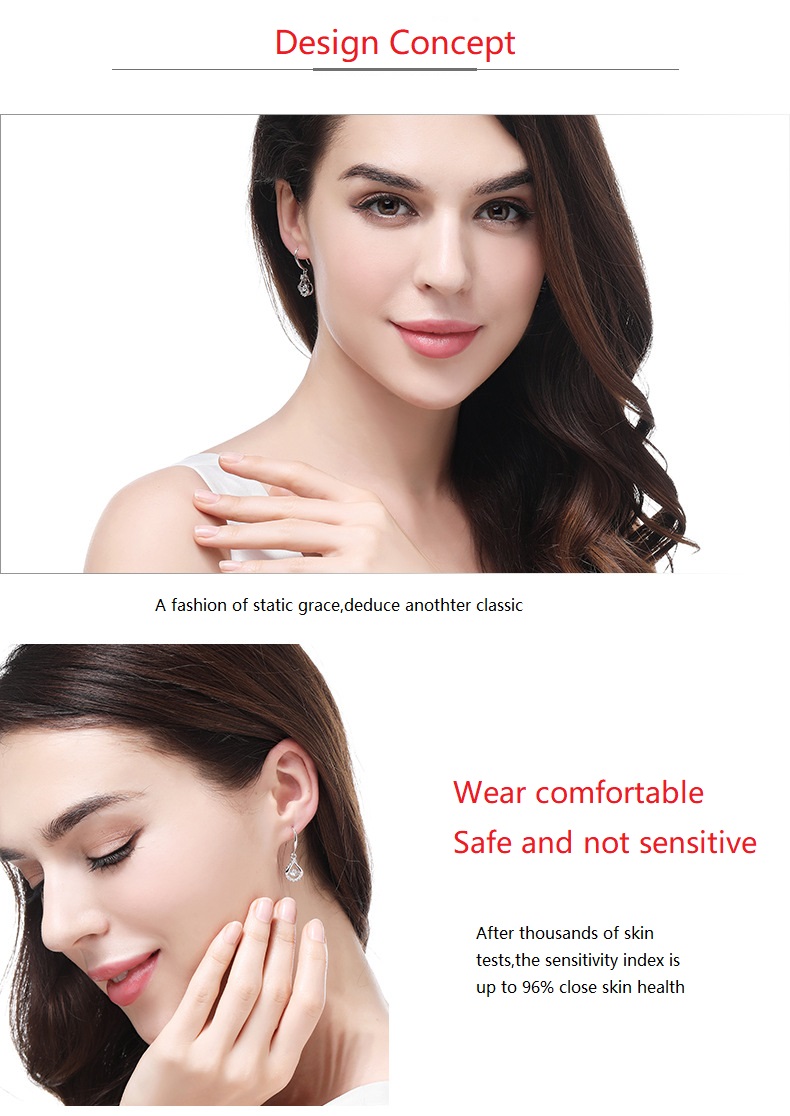 Design Concept
A fashion of static grace,deduce anothter classic
Wear comfortable
Safe and not sensitive
After thousands of skin
tests,the sensitivity index is
up to 96% close skin health